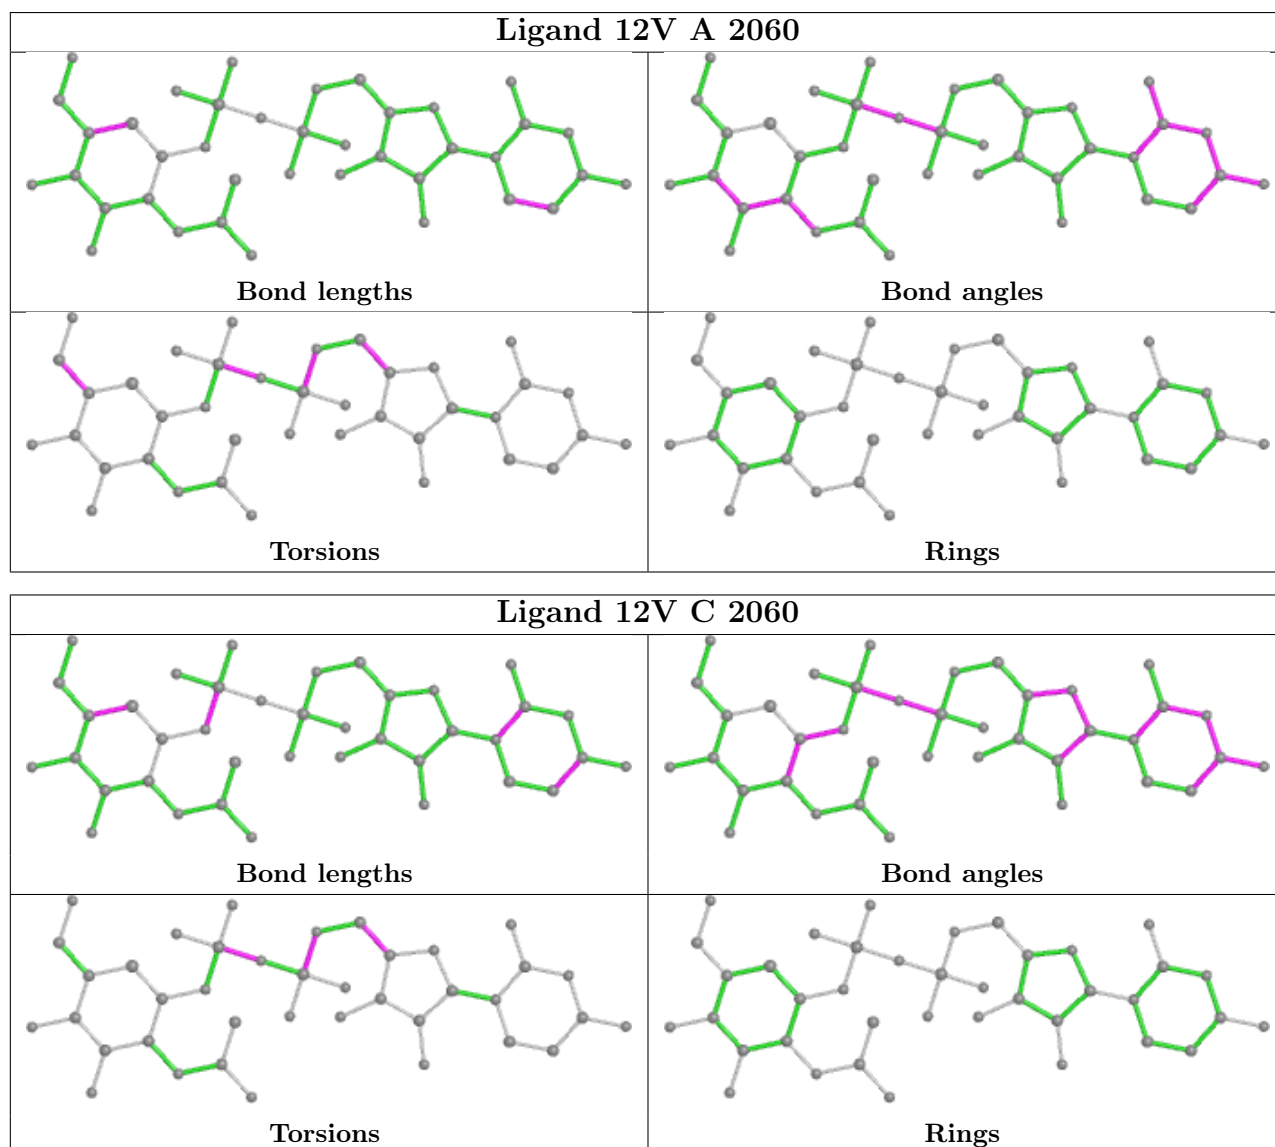 Ligand 12V A 2060
Bond lengths
Bond angles
Torsions
Rings
Ligand 12V C 2060
Bond lengths
Bond angles
Torsions
Rings